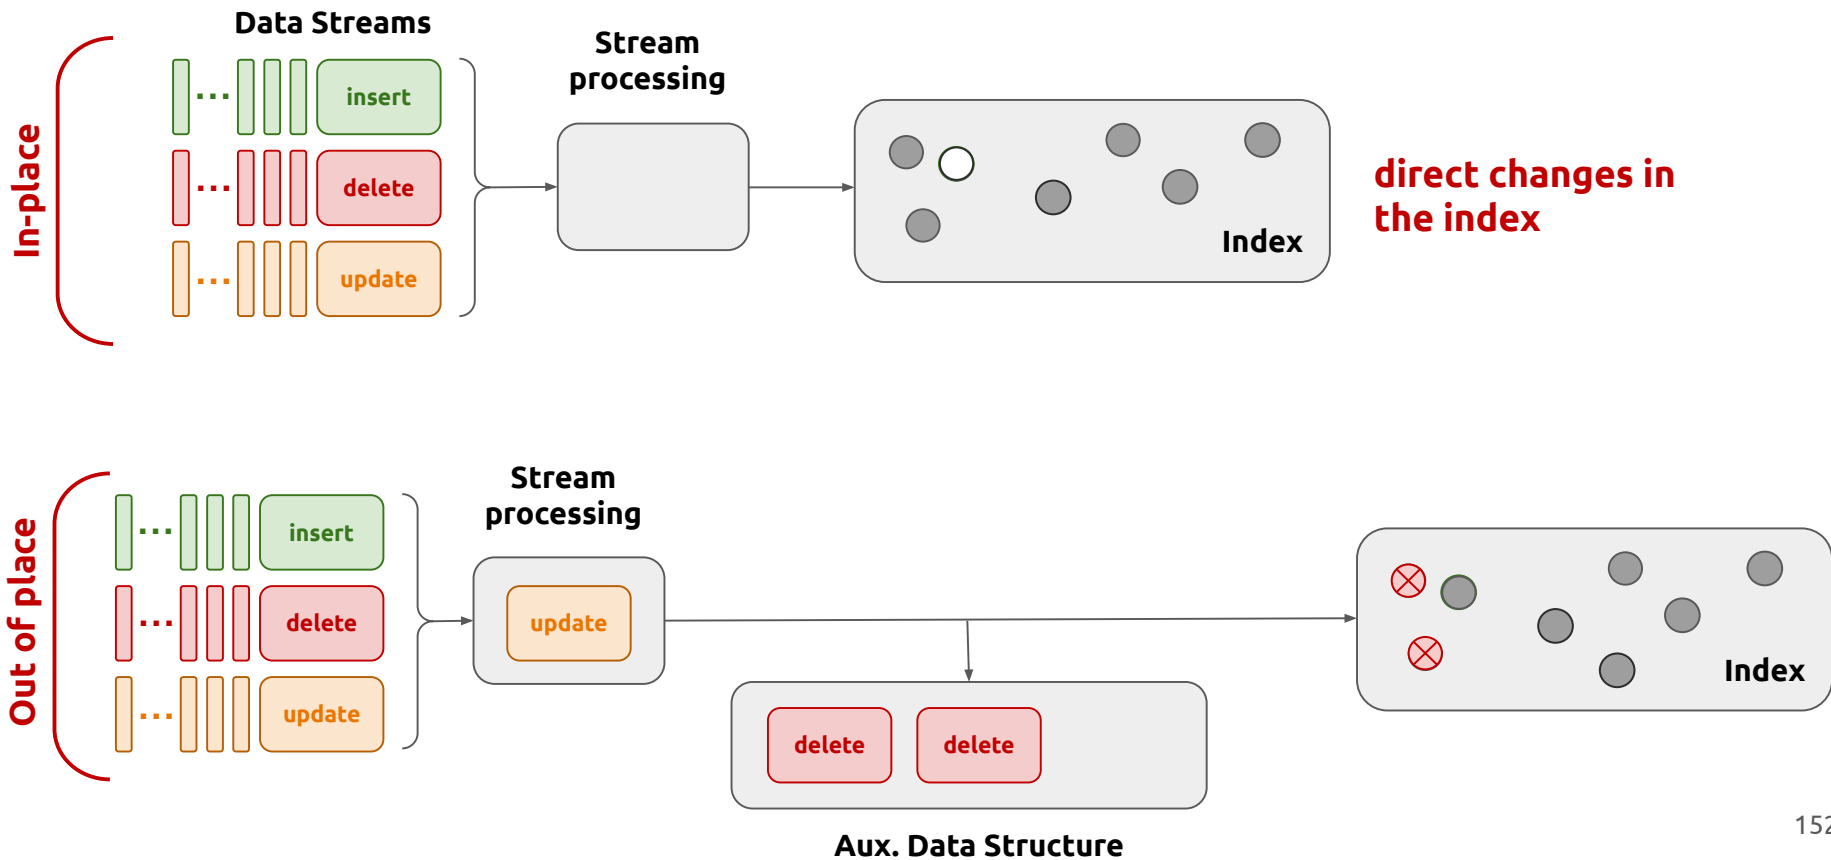 Data Streams
Stream
processing
In-place
...
insert
...
delete
...
update
Index
direct changes in
the index
Stream
processing
Out of place
...
insert
...
delete
...
update
update
delete
delete
Aux. Data Structure
Index
152